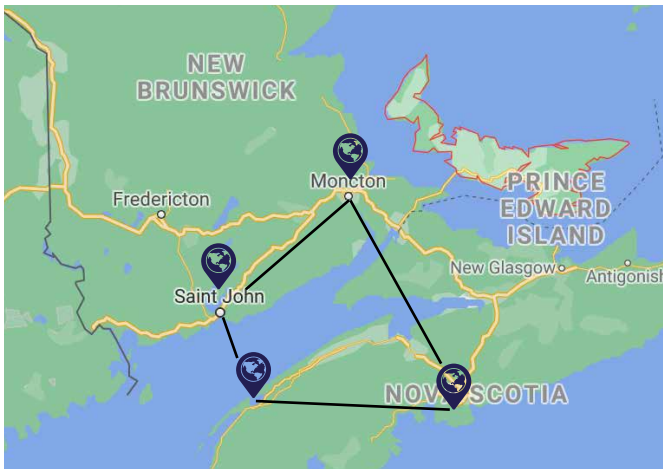 NEW
BRUNSWICK
Moncton
Fredericton
PRINCE
EDWARD
ISLAND
New Glasgow
Antigonish
Saint John
NOVA SCOTIA